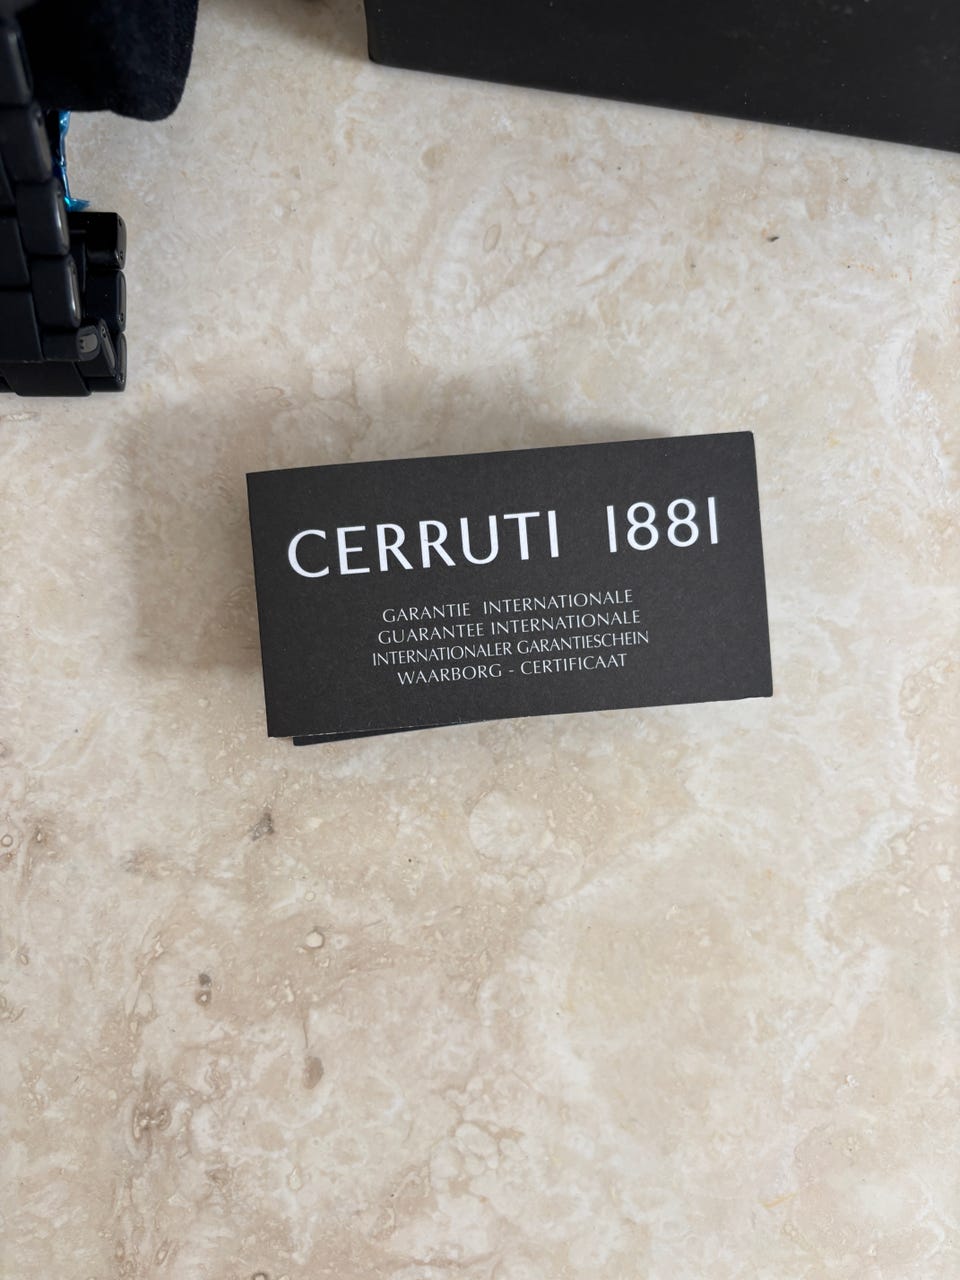 CERRUTI 1881
GARANTIE INTERNATIONALE
GUARANTEE INTERNATIONALE
INTERNATIONALER GARANTIESCHEIN
WAARBORG - CERTIFICAAT